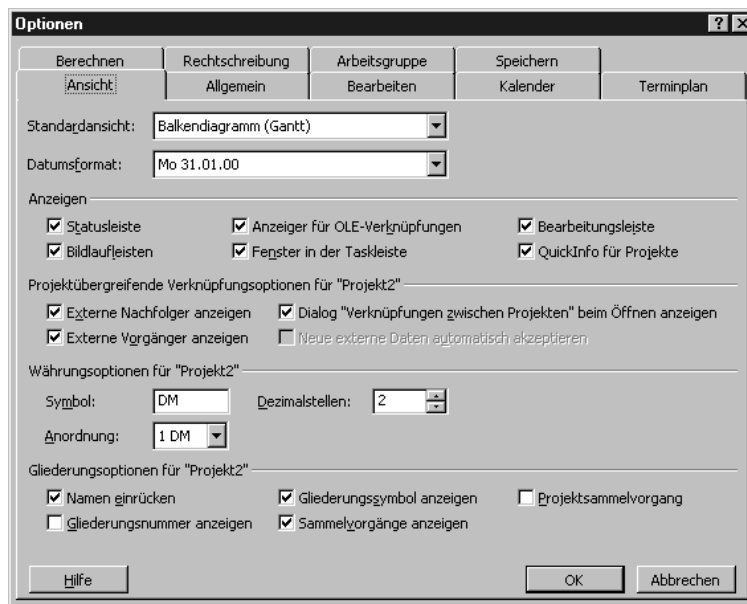 Optionen
Berechnen Rechtschreibung Arbeitsgruppe Speichern
Ansicht Allgemein Bearbeiten Kalender Terminplan
Standardansicht: Balkendiagramm (Gantt)
Datumsformat: Mo 31.01.00
Anzeigen
Statusleiste Anzeiger für OLE-Verknüpfungen Bearbeitungsleiste
Bildlaufleisten Fenster in der Taskleiste QuickInfo für Projekte
Projektübergreifende Verknüpfungsoptionen für "Projekt2"
Externe Nachfolger anzeigen Dialog "Verknüpfungen zwischen Projekten" beim Öffnen anzeigen
Externe Vorgänger anzeigen Neue externe Daten automatisch akzeptieren
Währungsoptionen für "Projekt2"
Symbol: DM Dezimalstellen: 2
Anordnung: 1 DM
Gliederungsoptionen für "Projekt2"
Namen einrücken Gliederungssymbol anzeigen Projektsammelvorgang
Gliederungsnummer anzeigen Sammelvorgänge anzeigen
Hilfe OK Abbrechen